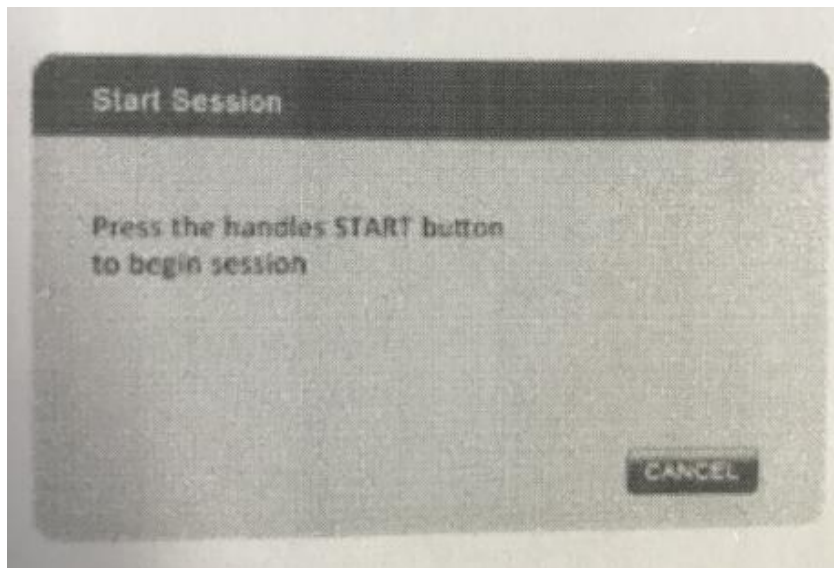 Start Session
Press the handles START button
to begin session
CANCEL